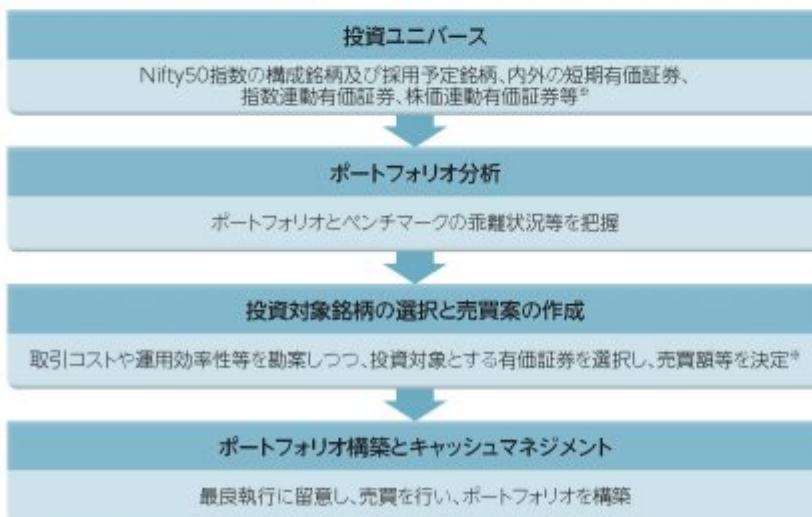 投資ユニバース
Nifty50指数の構成銘柄及び採用予定銘柄、内外の短期有価証券、
指数連動有価証券、株価連動有価証券等※
ポートフォリオ分析
ポートフォリオとベンチマークの乖離状況等を把握
投資対象銘柄の選択と売買案の作成
取引コストや運用効率性等を勘案しつつ、投資対象とする有価証券を選択し、売買額等を決定※
ポートフォリオ構築とキャッシュマネジメント
最良執行に留意し、売買を行い、ポートフォリオを構築